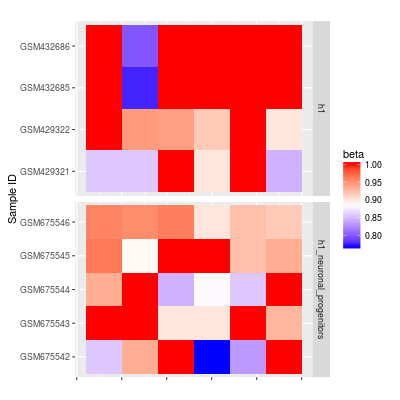 GSM432686
GSM432685
GSM429322
GSM429321
h1
GSM675546
GSM675545
GSM675544
GSM675543
GSM675542
h1_neuronal_progenitors
Sample ID
beta
1.00
0.95
0.90
0.85
0.80